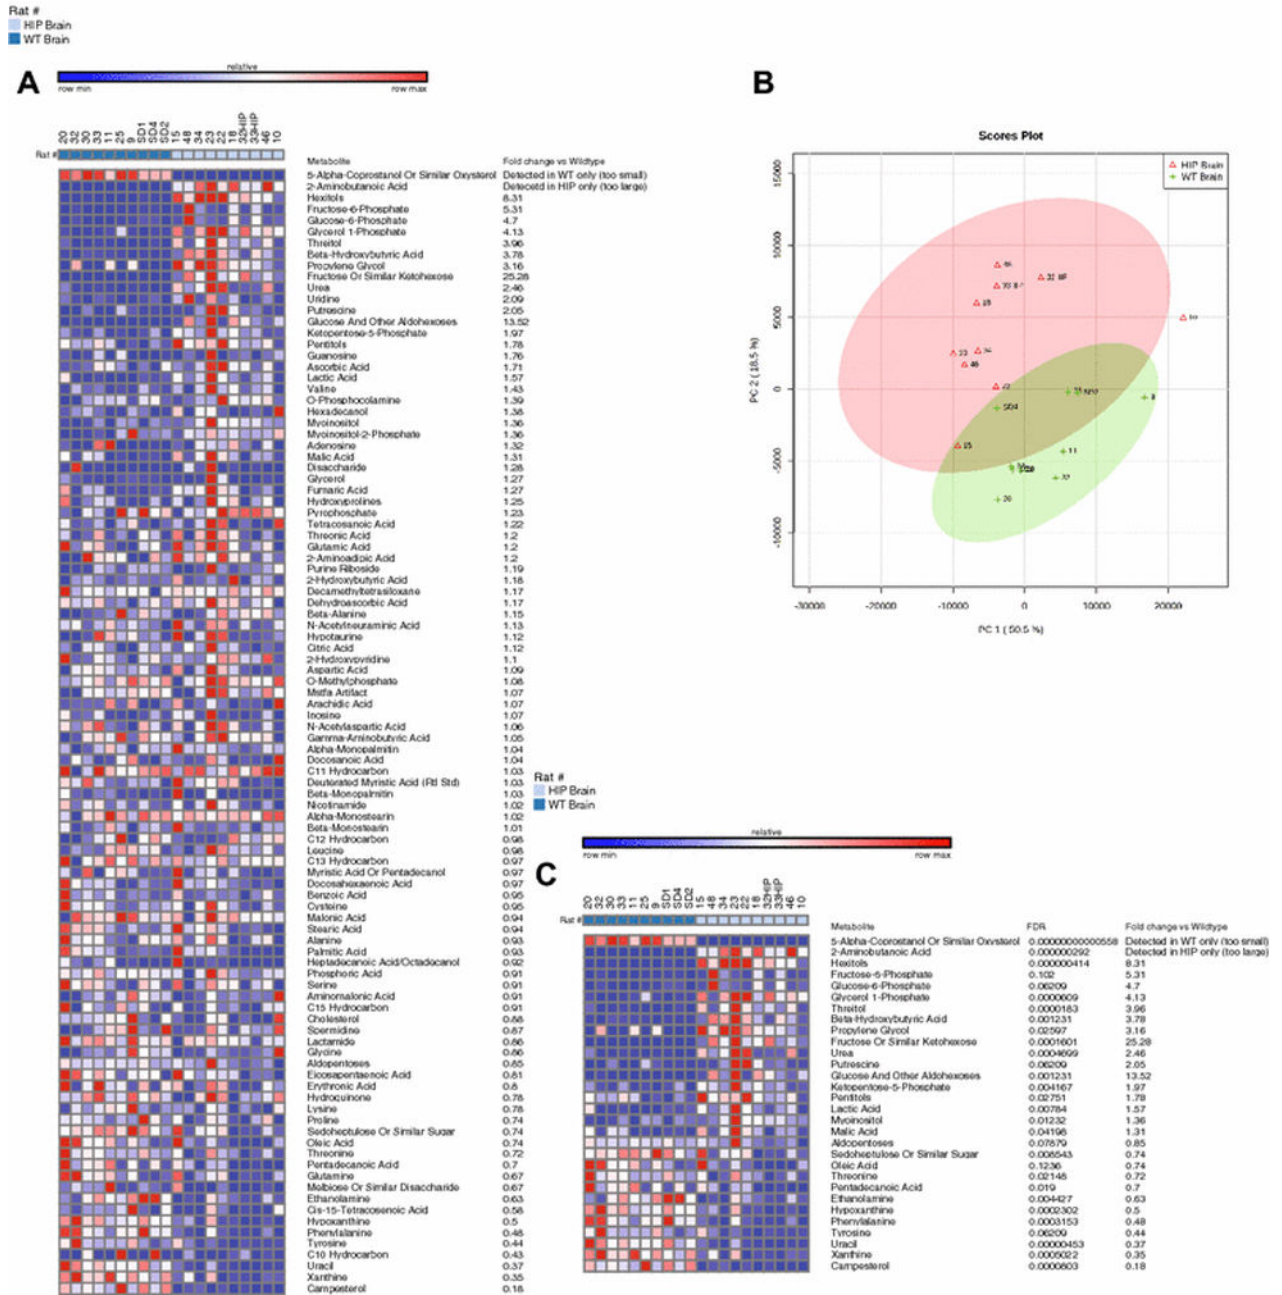 Rat #
HIP Brain
WT Brain
A
relative
row min row max
20 32 30 33 11 25 9 SD1 SD4 SD2 15 48 34 23 22 18 32HIP 33HIP 46 10
Rat #
Metabolite Fold change vs Wildtype
5-Alpha-Coprostanol Or Similar Oxysterol Detected in WT only (too small)
2-Aminobutanoic Acid Detecetd in HIP only (too large)
Hexitols 8.31
Fructose-6-Phosphate 5.31
Glucose-6-Phosphate 4.7
Glycerol 1-Phosphate 4.13
Threitol 3.96
Beta-Hydroxybutyric Acid 3.78
Propylene Glycol 3.16
Fructose Or Similar Ketohexose 25.28
Urea 2.46
Uridine 2.09
Putrescine 2.05
Glucose And Other Aldohexoses 13.52
Ketopentose-5-Phosphate 1.97
Pentitols 1.78
Guanosine 1.76
Ascorbic Acid 1.71
Lactic Acid 1.57
Valine 1.43
O-Phosphocolamine 1.39
Hexadecanol 1.38
Myoinositol 1.36
Myoinositol-2-Phosphate 1.36
Adenosine 1.32
Malic Acid 1.31
Disaccharide 1.28
Glycerol 1.27
Fumaric Acid 1.27
Hydroxyprolines 1.25
Pyrophosphate 1.23
Tetracosanoic Acid 1.22
Threonic Acid 1.2
Glutamic Acid 1.2
2-Aminoadipic Acid 1.2
Purine Riboside 1.19
2-Hydroxybutyric Acid 1.18
Decamethyltetrasiloxane 1.17
Dehydroascorbic Acid 1.17
Beta-Alanine 1.15
N-Acetylneuraminic Acid 1.13
Hypotaurine 1.12
Citric Acid 1.12
2-Hydroxypyridine 1.1
Aspartic Acid 1.09
O-Methylphosphate 1.08
Mstfa Artifact 1.07
Arachidic Acid 1.07
Inosine 1.07
N-Acetylaspartic Acid 1.06
Gamma-Aminobutyric Acid 1.05
Alpha-Monopalmitin 1.04
Docosanoic Acid 1.04
C11 Hydrocarbon 1.03
Deuterated Myristic Acid (Rtl Std) 1.03
Beta-Monopalmitin 1.03
Nicotinamide 1.02
Alpha-Monostearin 1.02
Beta-Monostearin 1.01
C12 Hydrocarbon 0.98
Leucine 0.98
C13 Hydrocarbon 0.97
Myristic Acid Or Pentadecanol 0.97
Docosahexaenoic Acid 0.97
Benzoic Acid 0.95
Cysteine 0.95
Malonic Acid 0.94
Stearic Acid 0.94
Alanine 0.93
Palmitic Acid 0.93
Heptadecanoic Acid/Octadecanol 0.92
Phosphoric Acid 0.91
Serine 0.91
Aminomalonic Acid 0.91
C15 Hydrocarbon 0.91
Cholesterol 0.88
Spermidine 0.87
Lactamide 0.86
Glycine 0.86
Aldopentoses 0.85
Eicosapentaenoic Acid 0.81
Erythronic Acid 0.8
Hydroquinone 0.78
Lysine 0.78
Proline 0.74
Sedoheptulose Or Similar Sugar 0.74
Oleic Acid 0.74
Threonine 0.72
Pentadecanoic Acid 0.7
Glutamine 0.67
Melbiose Or Similar Disaccharide 0.67
Ethanolamine 0.63
Cis-15-Tetracosenoic Acid 0.58
Hypoxanthine 0.5
Phenylalanine 0.48
Tyrosine 0.44
C10 Hydrocarbon 0.43
Uracil 0.37
Xanthine 0.35
Campesterol 0.18
B
Scores Plot
HIP Brain
WT Brain
PC 2 ( 18.5 %)
15000
10000
5000
0
-5000
-10000
-30000 -20000 -10000 0 10000 20000
PC 1 ( 50.5 %)
Rat #
HIP Brain
WT Brain
C
relative
row min row max
20 32 30 33 11 25 9 SD1 SD4 SD2 15 48 34 23 22 18 32HIP 33HIP 46 10
Rat #
Metabolite FDR Fold change vs Wildtype
5-Alpha-Coprostanol Or Similar Oxysterol 0.00000000000558 Detected in WT only (too small)
2-Aminobutanoic Acid 0.000000292 Detected in HIP only (too large)
Hexitols 0.000000414 8.31
Fructose-6-Phosphate 0.102 5.31
Glucose-6-Phosphate 0.06209 4.7
Glycerol 1-Phosphate 0.0000609 4.13
Threitol 0.0000183 3.96
Beta-Hydroxybutyric Acid 0.001231 3.78
Propylene Glycol 0.02597 3.16
Fructose Or Similar Ketohexose 0.0001601 25.28
Urea 0.0004699 2.46
Putrescine 0.06209 2.05
Glucose And Other Aldohexoses 0.001231 13.52
Ketopentose-5-Phosphate 0.004167 1.97
Pentitols 0.02751 1.78
Lactic Acid 0.00784 1.57
Myoinositol 0.01232 1.36
Malic Acid 0.04196 1.31
Aldopentoses 0.07879 0.85
Sedoheptulose Or Similar Sugar 0.008543 0.74
Oleic Acid 0.1236 0.74
Threonine 0.02148 0.72
Pentadecanoic Acid 0.019 0.7
Ethanolamine 0.004427 0.63
Hypoxanthine 0.0002302 0.5
Phenylalanine 0.0003153 0.48
Tyrosine 0.06209 0.44
Uracil 0.00000453 0.37
Xanthine 0.0005022 0.35
Campesterol 0.0000803 0.18